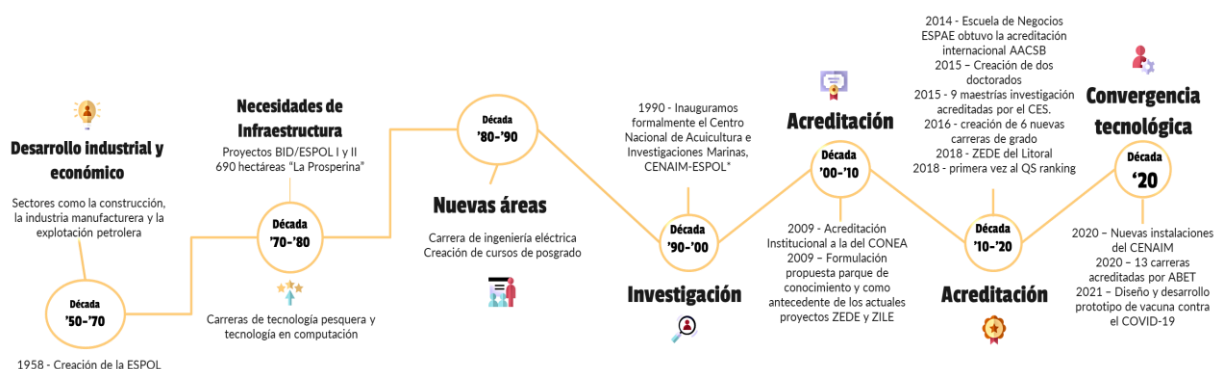 Desarrollo industrial y
económico
Sectores como la construcción,
la industria manufacturera y la
explotación petrolera
Década
'50-'70
1958 - Creación de la ESPOL
Necesidades de
Infraestructura
Proyectos BID/ESPOL I y II
690 hectáreas “La Prosperina”
Década
'70-'80
Carreras de tecnología pesquera y
tecnología en computación
Década
'80-'90
Nuevas áreas
Carrera de ingeniería eléctrica
Creación de cursos de posgrado
1990 - Inauguramos
formalmente el Centro
Nacional de Acuicultura e
Investigaciones Marinas,
CENAIM-ESPOL”
Década
'90-'00
Investigación
Acreditación
Década
'00-'10
2009 - Acreditación
Institucional a la del CONEA
2009 – Formulación
propuesta parque de
conocimiento y como
antecedente de los actuales
proyectos ZEDE y ZILE
2014 - Escuela de Negocios
ESPAE obtuvo la acreditación
internacional AACSB
2015 – Creación de dos
doctorados
2015 - 9 maestrías investigación
acreditadas por el CES.
2016 - creación de 6 nuevas
carreras de grado
2018 - ZEDE del Litoral
2018 - primera vez al QS ranking
Década
'10-'20
Acreditación
Convergencia
tecnológica
Década
‘20
2020 – Nuevas instalaciones
del CENAIM
2020 – 13 carreras
acreditadas por ABET
2021 – Diseño y desarrollo
prototipo de vacuna contra
el COVID-19